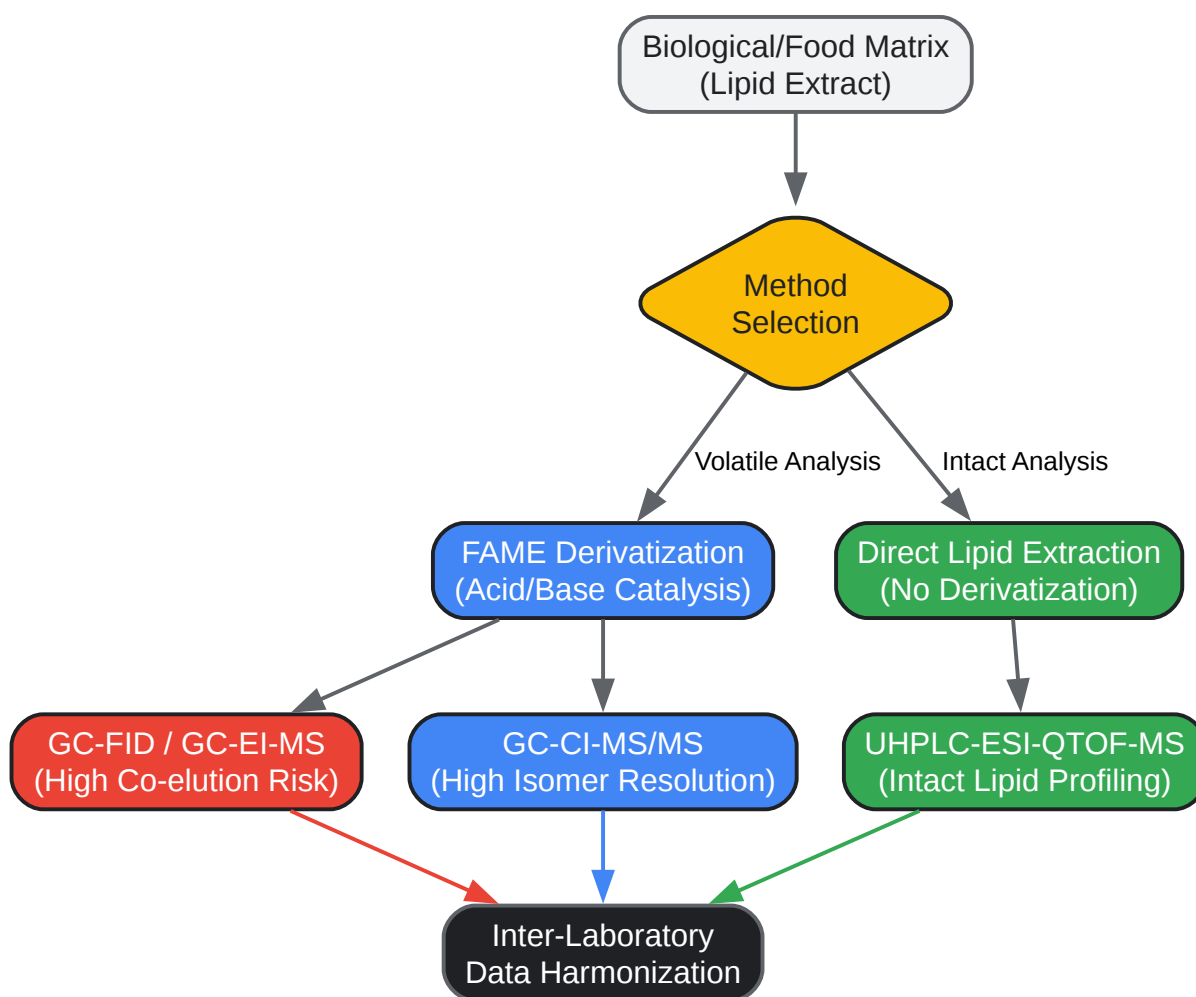 Biological/Food Matrix
(Lipid Extract)
Method
Selection
Volatile Analysis
Intact Analysis
FAME Derivatization
(Acid/Base Catalysis)
Direct Lipid Extraction
(No Derivatization)
GC-FID / GC-EI-MS
(High Co-elution Risk)
GC-CI-MS/MS
(High Isomer Resolution)
UHPLC-ESI-QTOF-MS
(Intact Lipid Profiling)
Inter-Laboratory
Data Harmonization